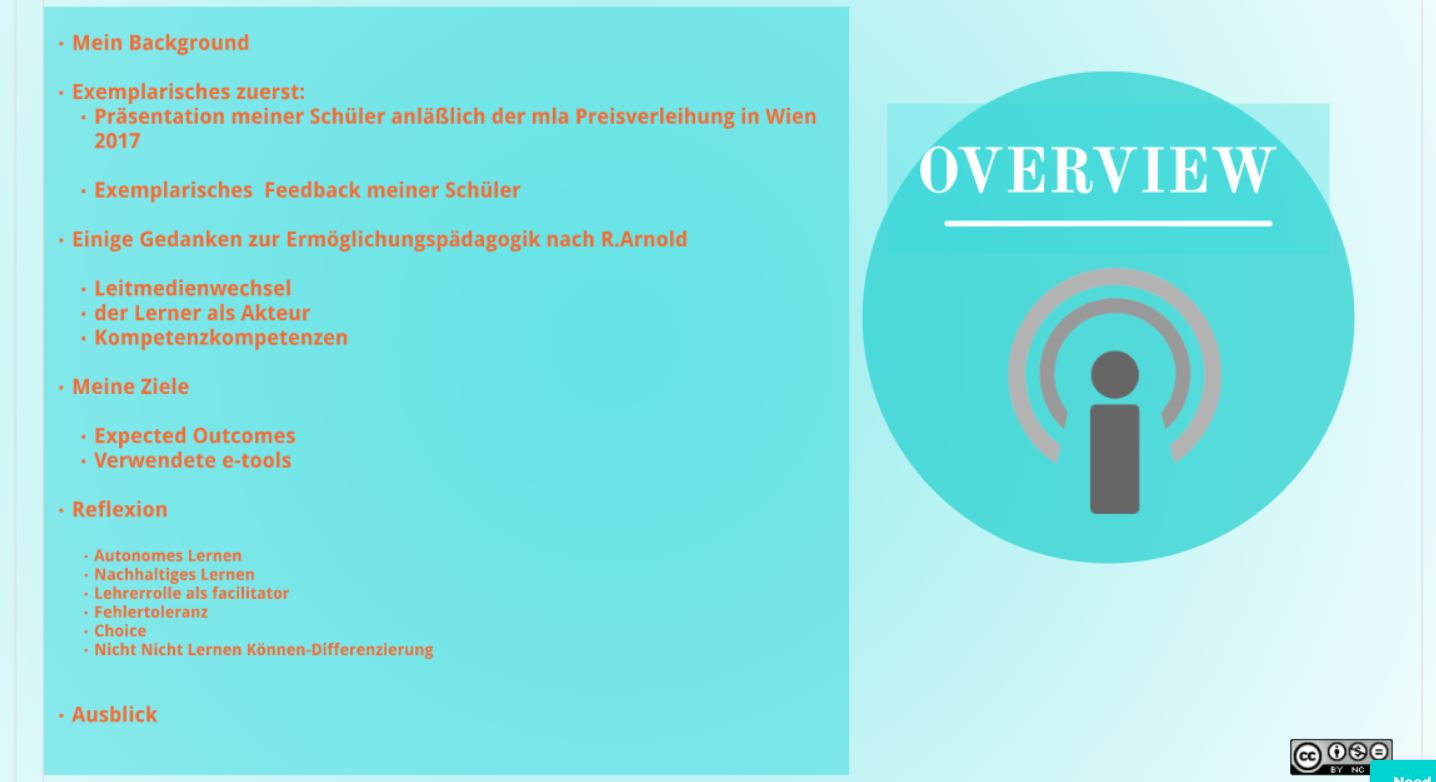 · Mein Background
· Exemplarisches zuerst:
· Präsentation meiner Schüler anläßlich der mla Preisverleihung in Wien
2017
· Exemplarisches  Feedback meiner Schüler
· Einige Gedanken zur Ermöglichungspädagogik nach R.Arnold
· Leitmedienwechsel
· der Lerner als Akteur
· Kompetenzkompetenzen
· Meine Ziele
· Expected Outcomes
· Verwendete e-tools
· Reflexion
· Autonomes Lernen
· Nachhaltiges Lernen
· Lehrerrolle als facilitator
· Fehlertoleranz
· Choice
· Nicht Nicht Lernen Können-Differenzierung
· Ausblick
OVERVIEW
cc
BY NC
Need